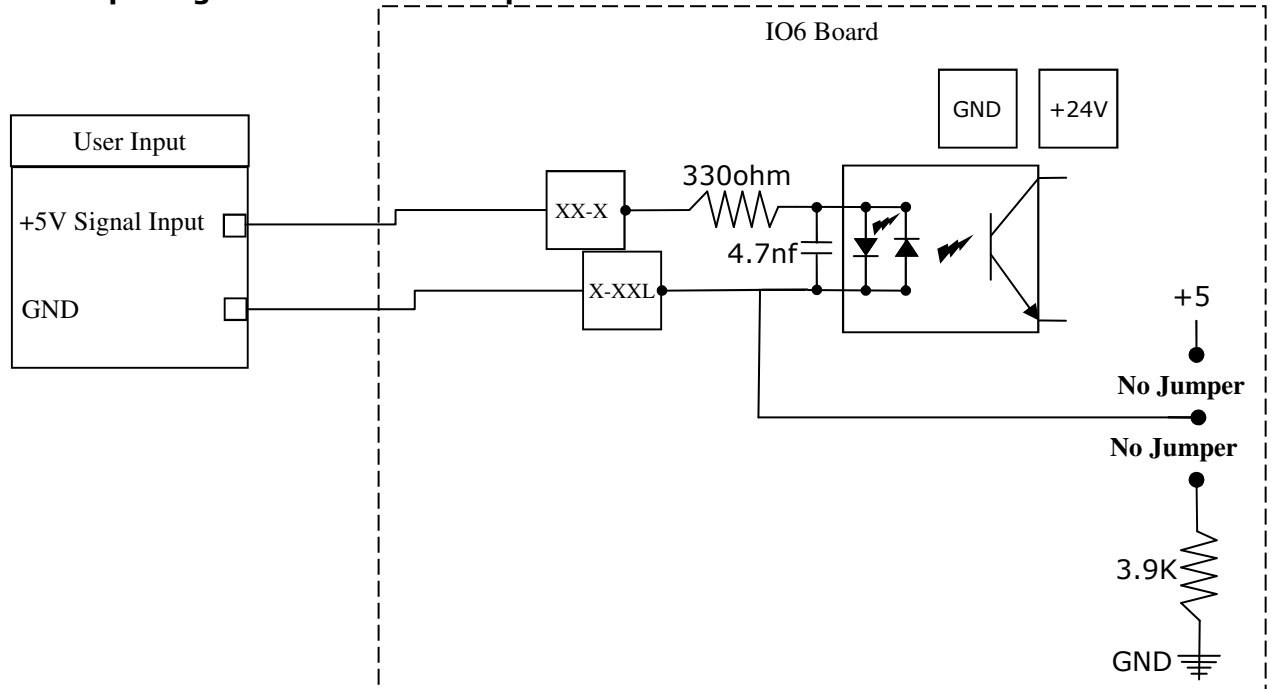 IO6 Board
GND
+24V
User Input
+5V Signal Input
GND
XX-X
330ohm
4.7nf
X-XXL
+5
No Jumper
No Jumper
3.9K
GND